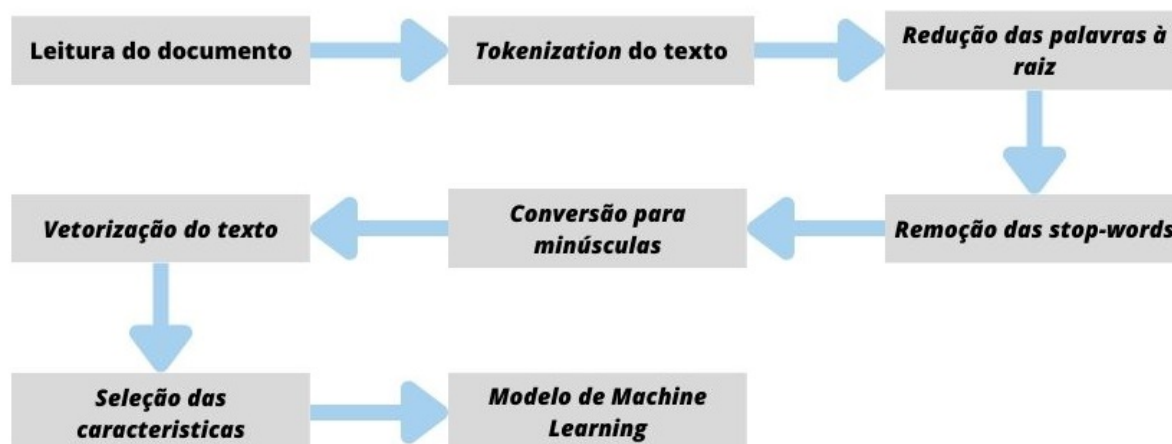 Leitura do documento
Tokenization do texto
Redução das palavras à
raiz
Remoção das stop-words
Conversão para
minúsculas
Vetorização do texto
Seleção das
caracteristicas
Modelo de Machine
Learning